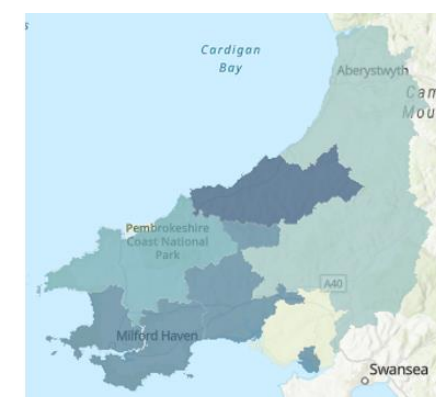 s
Cardigan
Bay
Aberystwyth
Cam
Mou
Pembrokeshire
Coast National
Park
A40
Milford Haven
Swansea